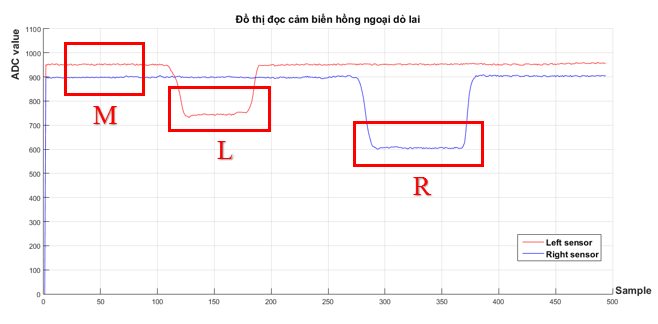 Đồ thị đọc cảm biến hồng ngoại dò lai
ADC value
1100
1000
900
800
700
600
500
400
300
200
100
0
M
L
R
Left sensor
Right sensor
0 50 100 150 200 250 300 350 400 450 500
Sample